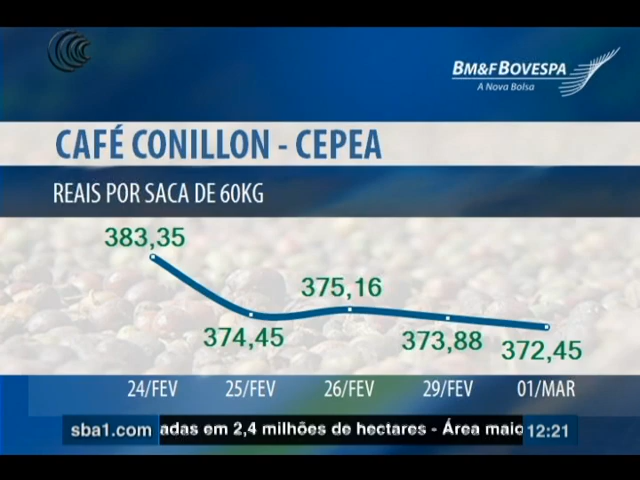 BM&FBOVESPA
A Nova Bolsa
CAFÉ CONILLON - CEPEA
REAIS POR SACA DE 60KG
383,35
374,45
375,16
373,88
372,45
24/FEV 25/FEV 26/FEV 29/FEV 01/MAR
sba1.com adas em 2,4 milhões de hectares - Área maio 12:21